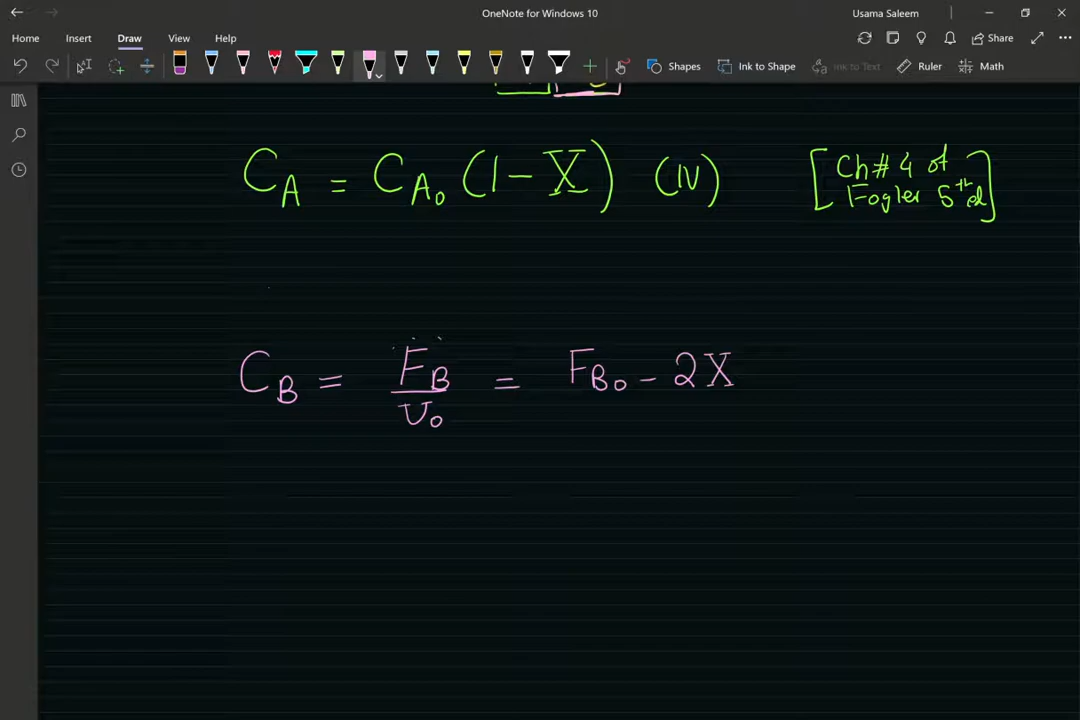 OneNote for Windows 10
Usama Saleem
Home Insert Draw View Help
Share
Shapes Ink to Shape Ink to Text Ruler Math
C_A = C_A₀ (1 - X) (IV)
[Ch# 4 of
Fogler 5th ed]
C_B = F_B / υ₀ = F_B₀ - 2X